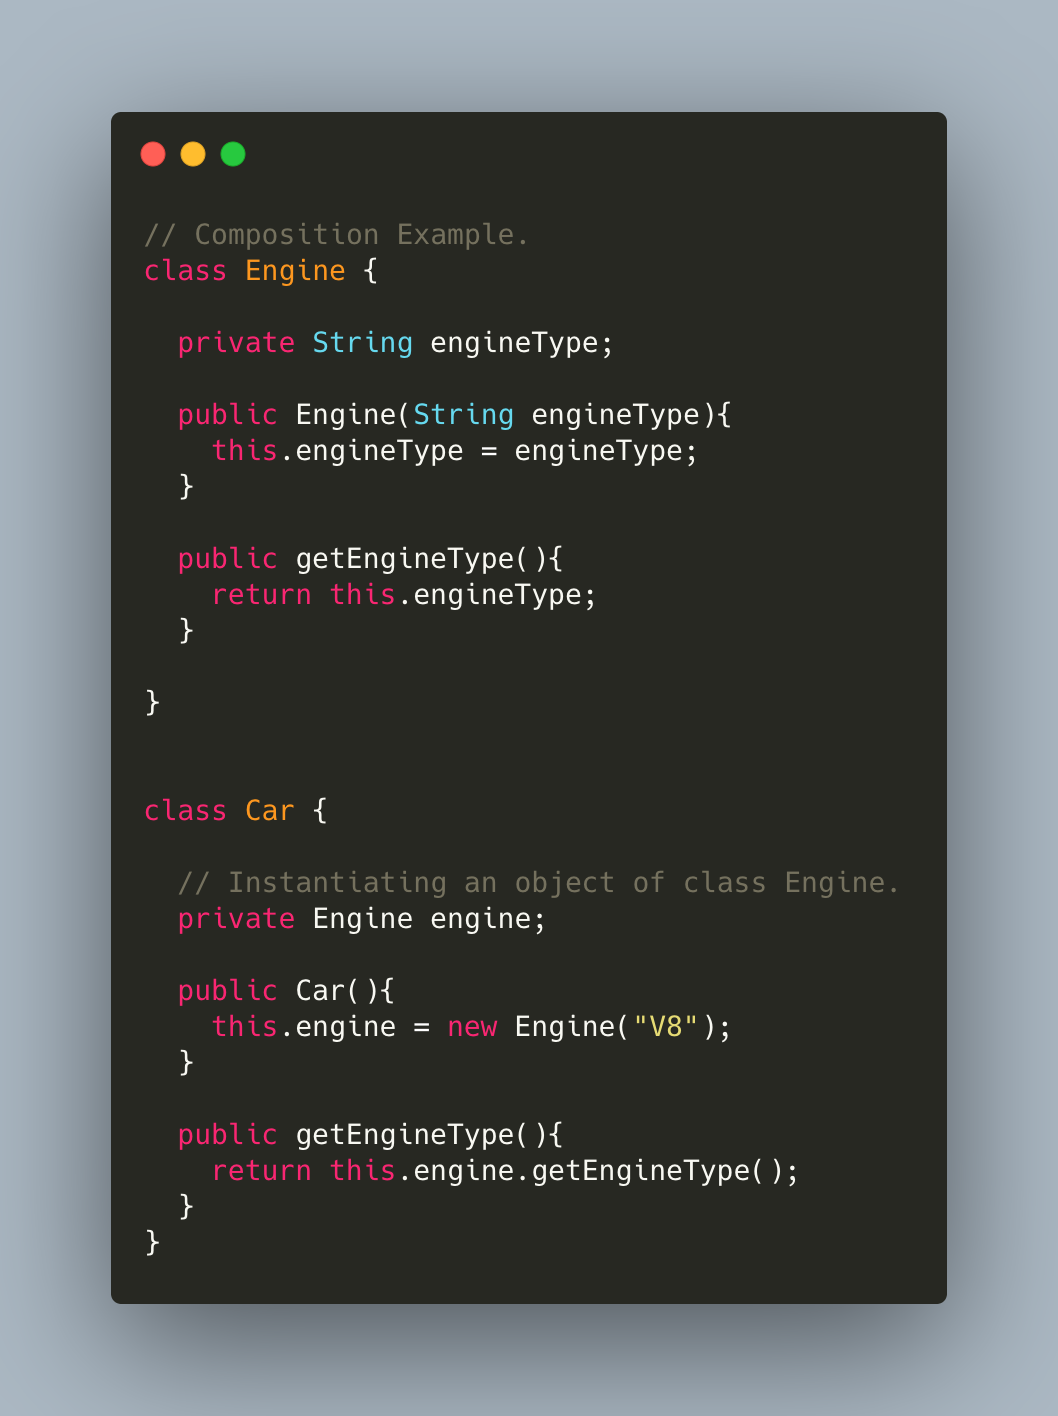 // Composition Example.
class Engine {
  private String engineType;
  public Engine(String engineType){
    this.engineType = engineType;
  }
  public getEngineType(){
    return this.engineType;
  }
}
class Car {
  // Instantiating an object of class Engine.
  private Engine engine;
  public Car(){
    this.engine = new Engine("V8");
  }
  public getEngineType(){
    return this.engine.getEngineType();
  }
}